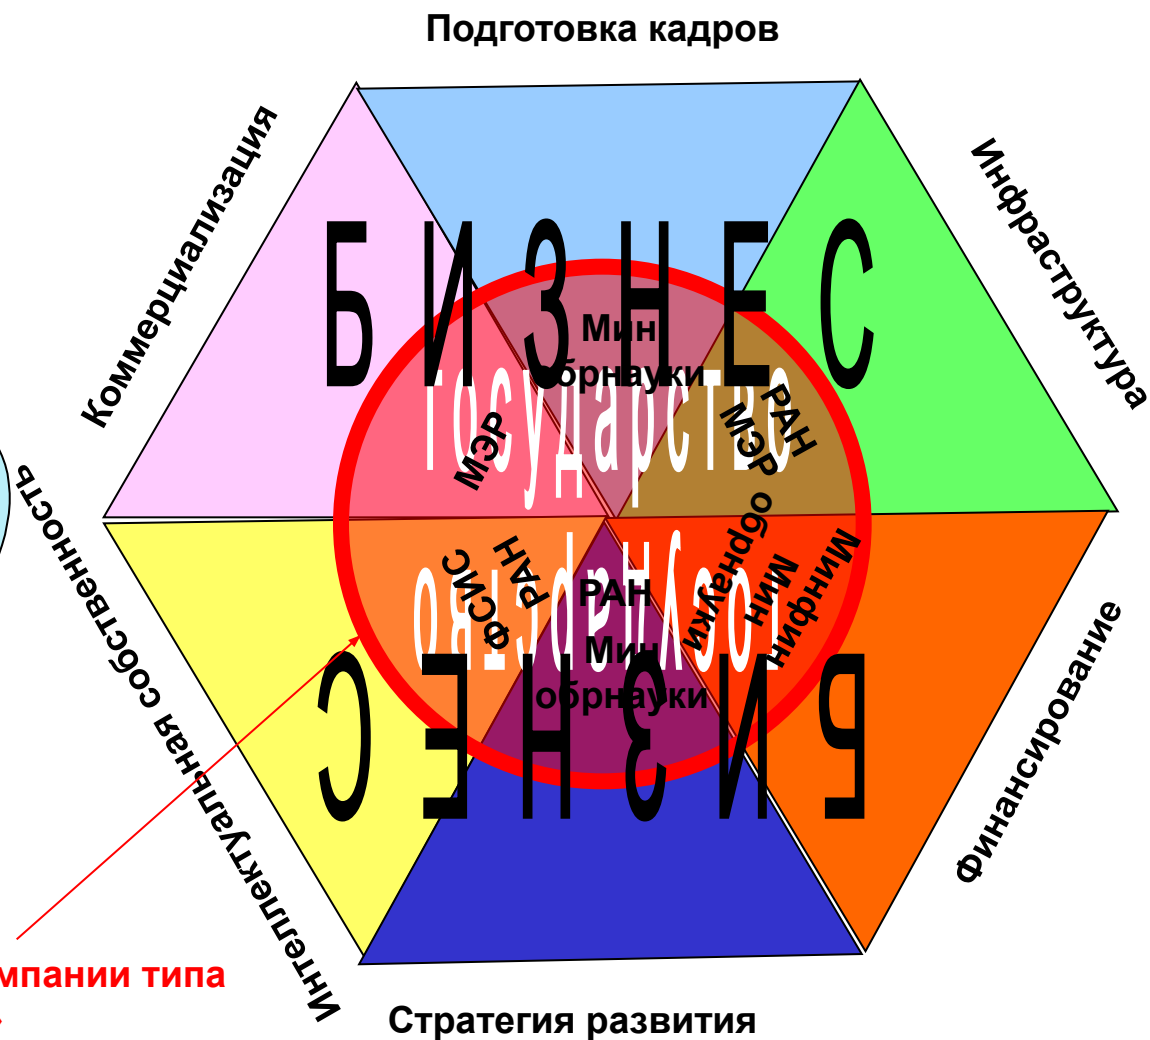 Подготовка кадров
Коммерциализация
Инфраструктура
БИЗНЕС
государство
Мин
обрнауки
МЭР
РАН
МЭР
обрнауки
Мин
Минфин
ФСИС
РАН
государство
РАН
Мин
обрнауки
БИЗНЕС
Интеллектуальная собственность
Финансирование
мпании типа
Стратегия развития